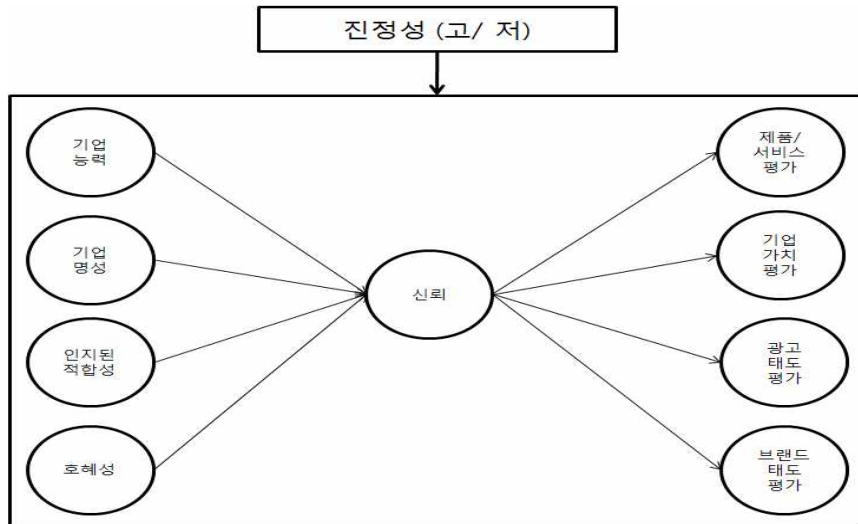 진정성 (고/ 저)
기업
능력
기업
명성
인지된
적합성
호혜성
신뢰
제품/
서비스
평가
기업
가치
평가
광고
태도
평가
브랜드
태도
평가